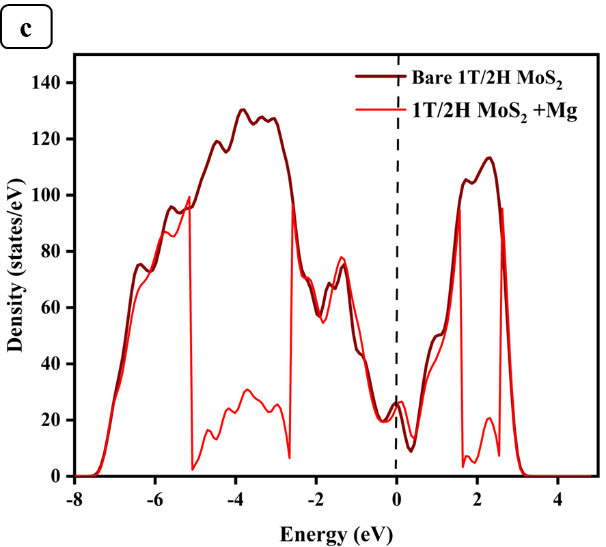 c
Bare 1T/2H MoS₂
1T/2H MoS₂ +Mg
Density (states/eV)
140
120
100
80
60
40
20
0
-8 -6 -4 -2 0 2 4
Energy (eV)